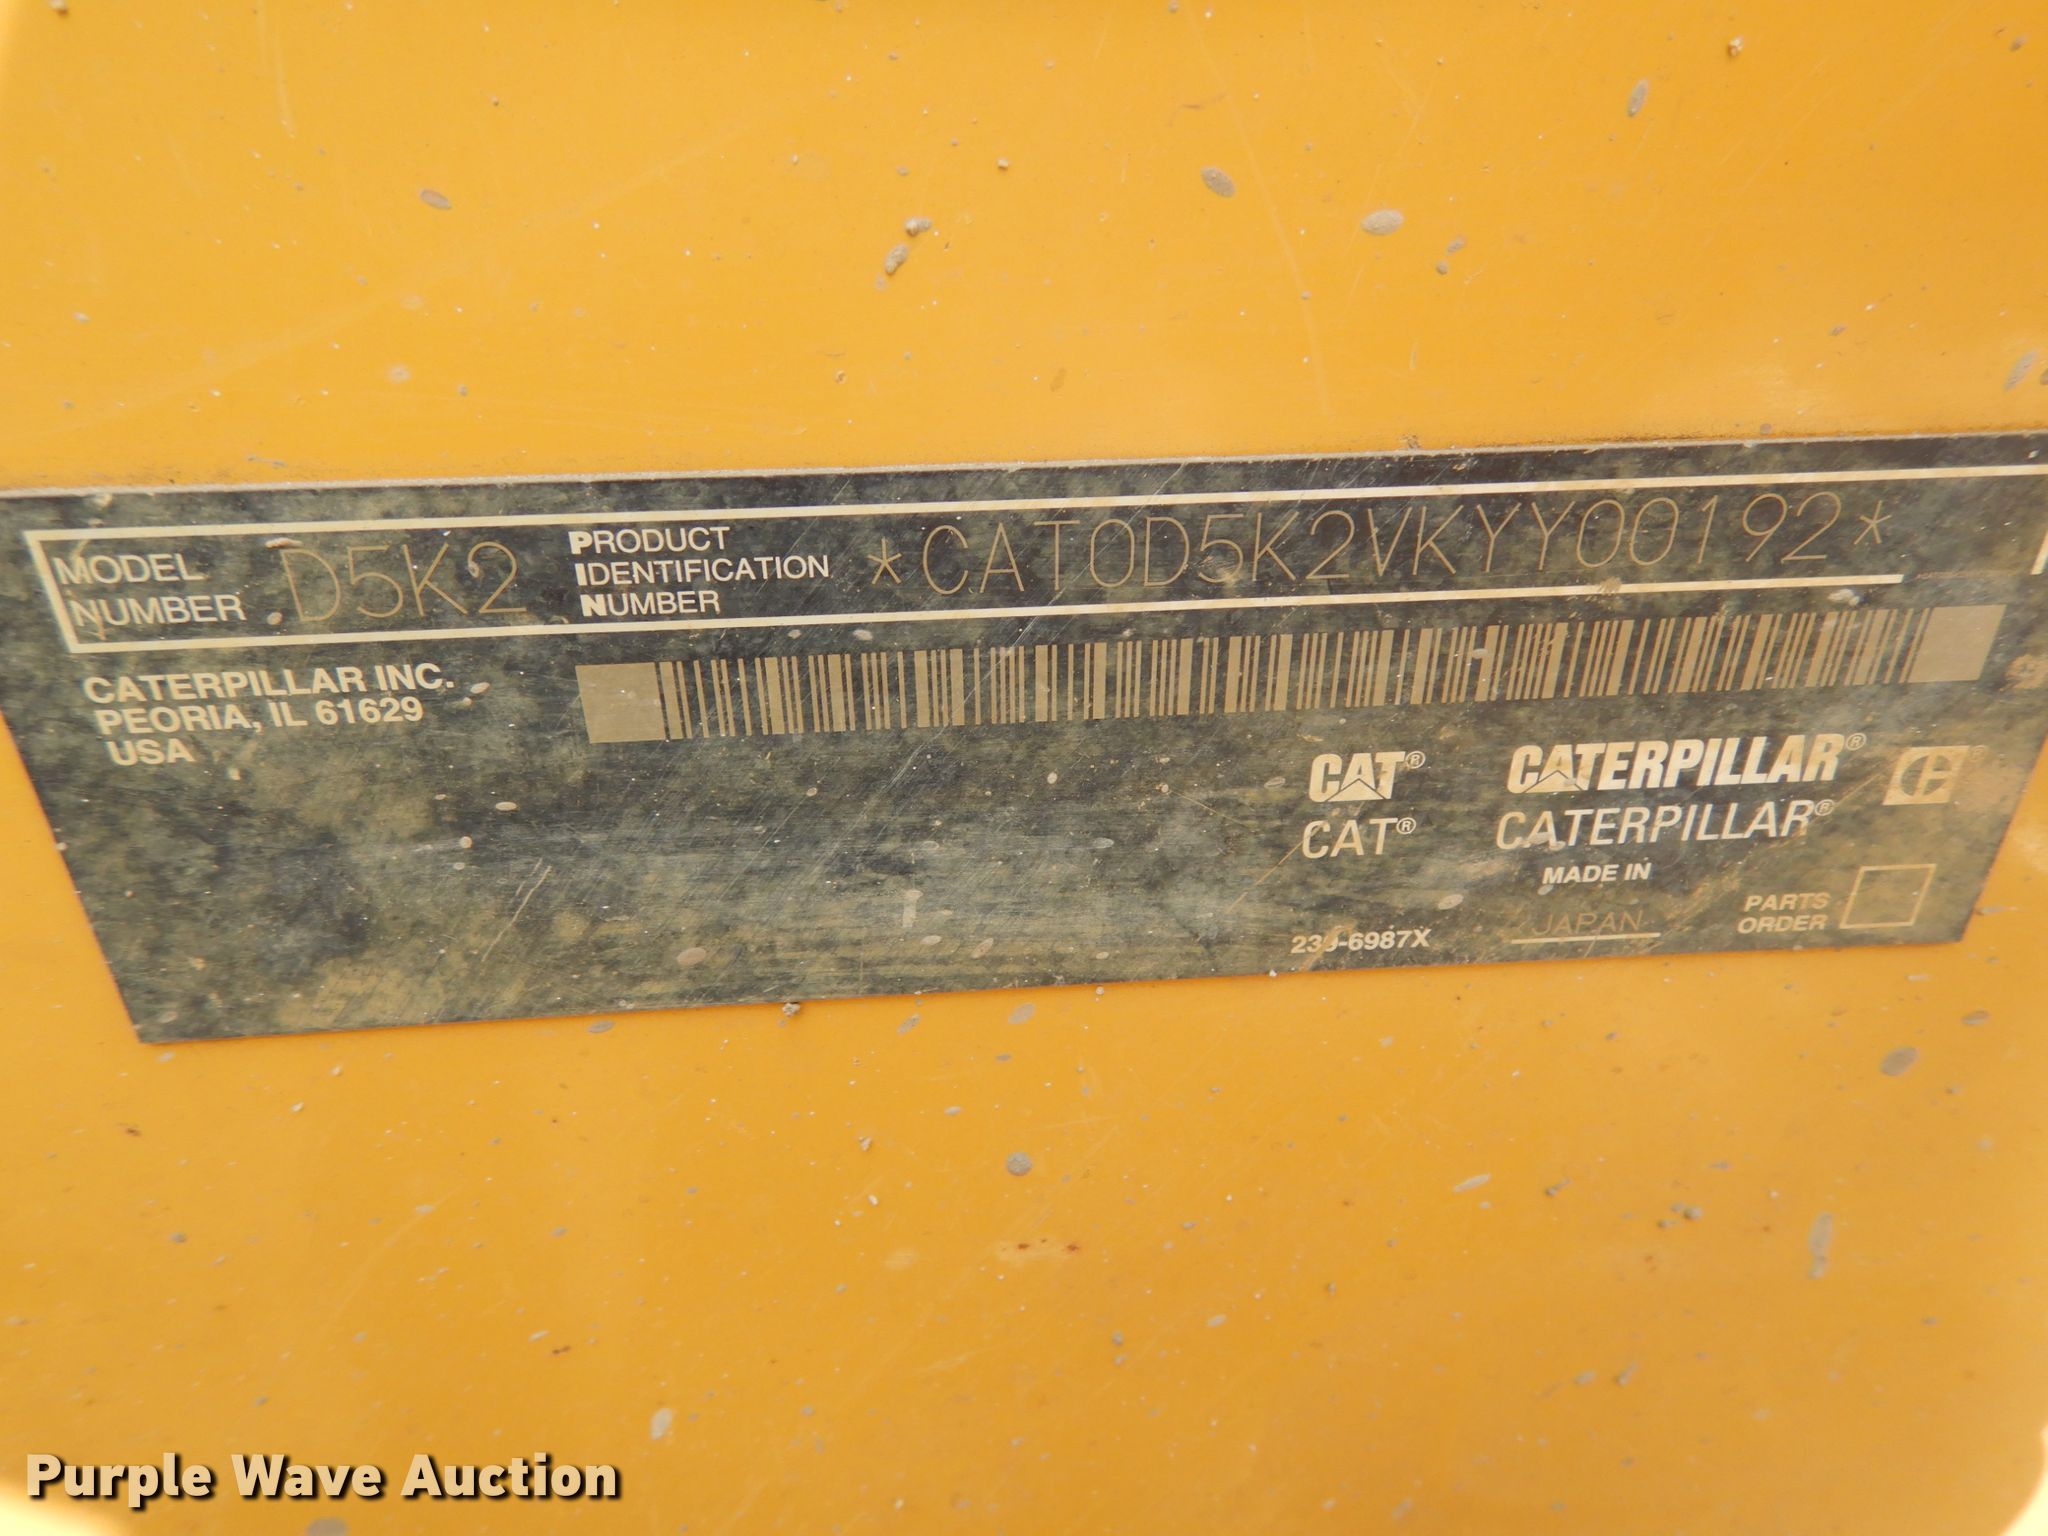 MODEL NUMBER D5K2
PRODUCT IDENTIFICATION NUMBER *CAT0D5K2VKYY00192*
CATERPILLAR INC.
PEORIA, IL 61629
USA
CAT® CATERPILLAR®
CAT® CATERPILLAR®
MADE IN
JAPAN
PARTS ORDER
Purple Wave Auction